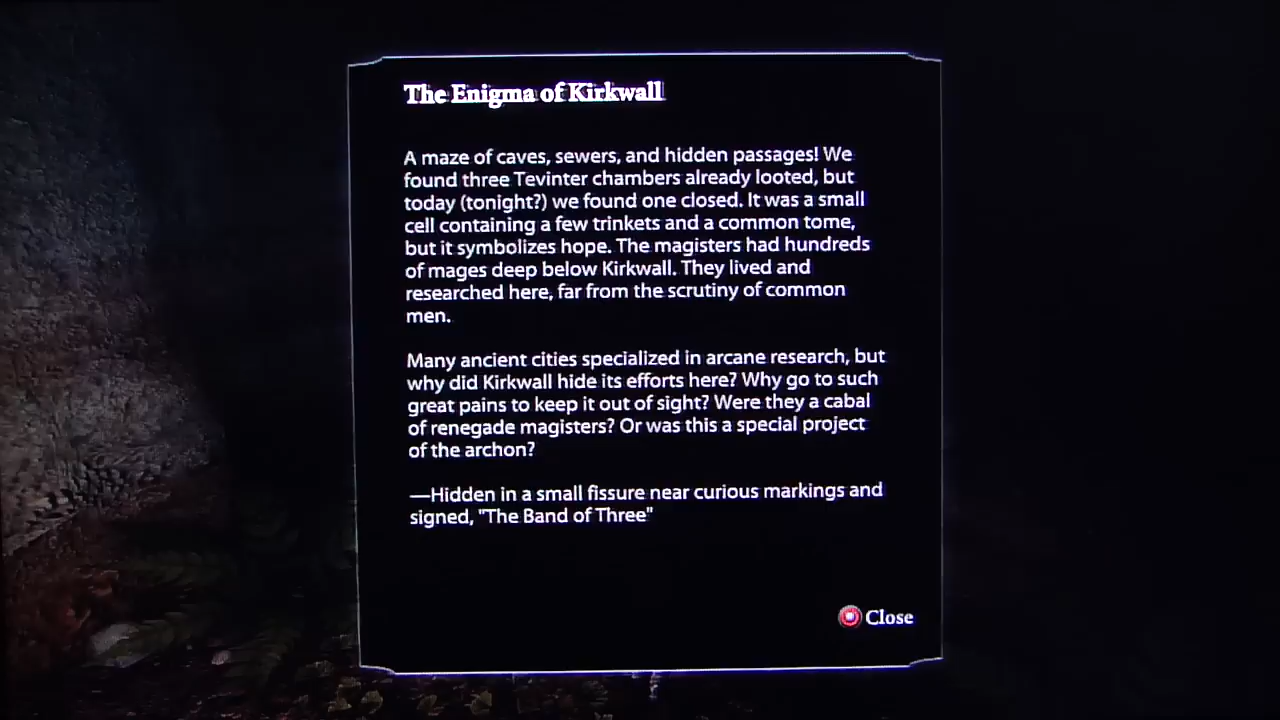 The Enigma of Kirkwall
A maze of caves, sewers, and hidden passages! We
found three Tevinter chambers already looted, but
today (tonight?) we found one closed. It was a small
cell containing a few trinkets and a common tome,
but it symbolizes hope. The magisters had hundreds
of mages deep below Kirkwall. They lived and
researched here, far from the scrutiny of common
men.
Many ancient cities specialized in arcane research, but
why did Kirkwall hide its efforts here? Why go to such
great pains to keep it out of sight? Were they a cabal
of renegade magisters? Or was this a special project
of the archon?
—Hidden in a small fissure near curious markings and
signed, "The Band of Three"
Close